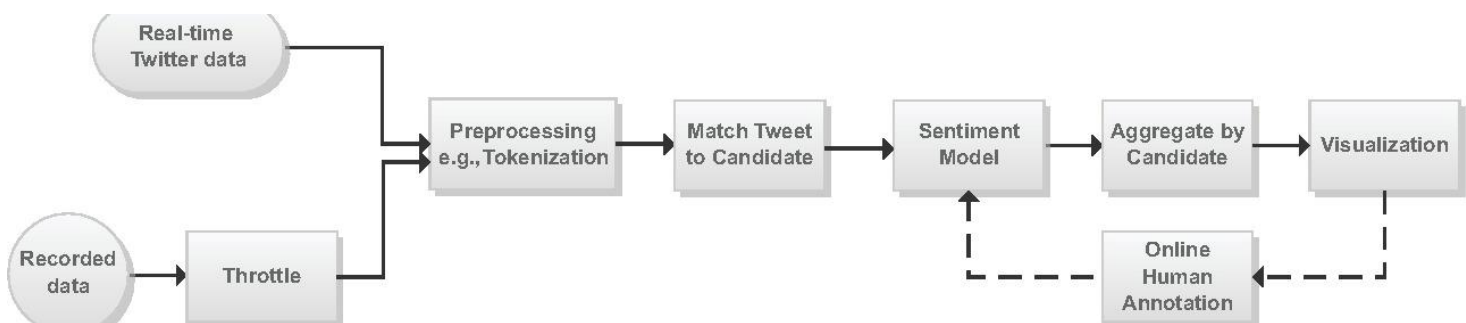 Real-time
Twitter data
Preprocessing
e.g., Tokenization
Match Tweet
to Candidate
Sentiment
Model
Aggregate by
Candidate
Visualization
Recorded
data
Throttle
Online
Human
Annotation